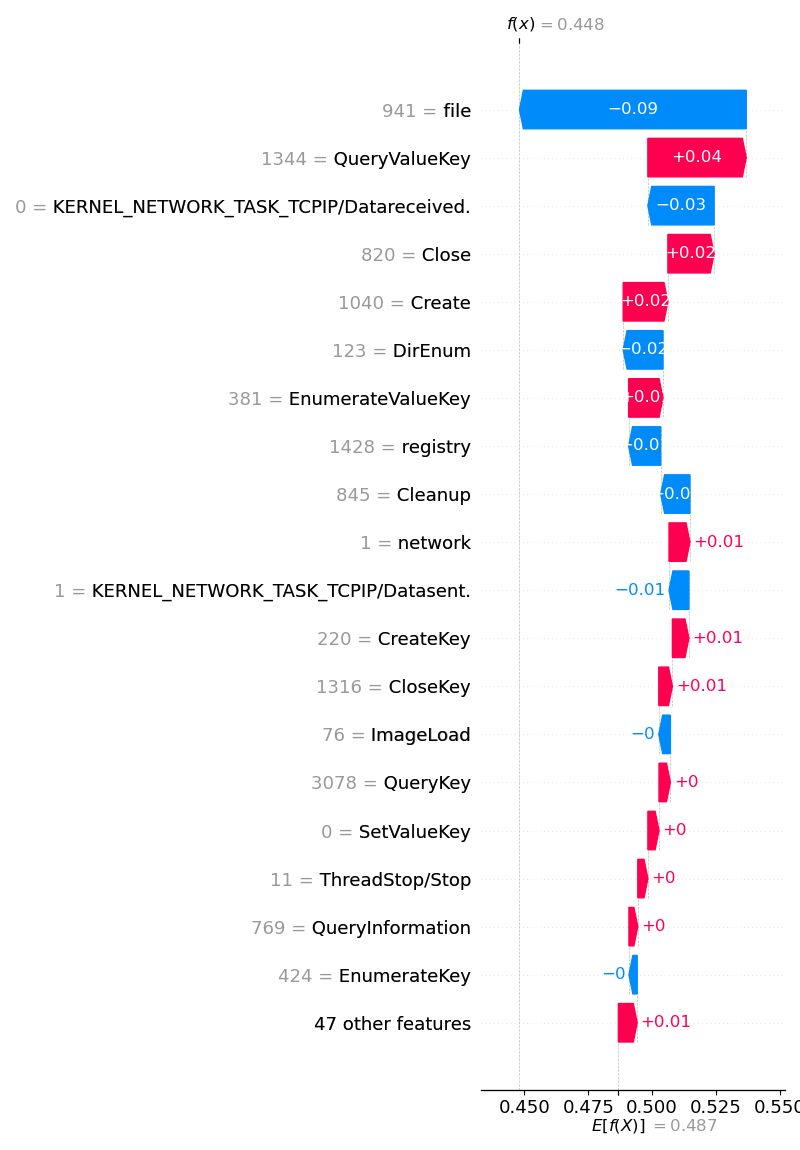 f(x) = 0.448
941 = file −0.09
1344 = QueryValueKey +0.04
0 = KERNEL_NETWORK_TASK_TCPIP/Datareceived. −0.03
820 = Close +0.02
1040 = Create +0.02
123 = DirEnum −0.02
381 = EnumerateValueKey +0.0
1428 = registry −0.0
845 = Cleanup −0.0
1 = network +0.01
1 = KERNEL_NETWORK_TASK_TCPIP/Datasent. −0.01
220 = CreateKey +0.01
1316 = CloseKey +0.01
76 = ImageLoad −0
3078 = QueryKey +0
0 = SetValueKey +0
11 = ThreadStop/Stop +0
769 = QueryInformation +0
424 = EnumerateKey −0
47 other features +0.01
0.450 0.475 0.500 0.525 0.550
E[f(X)] = 0.487